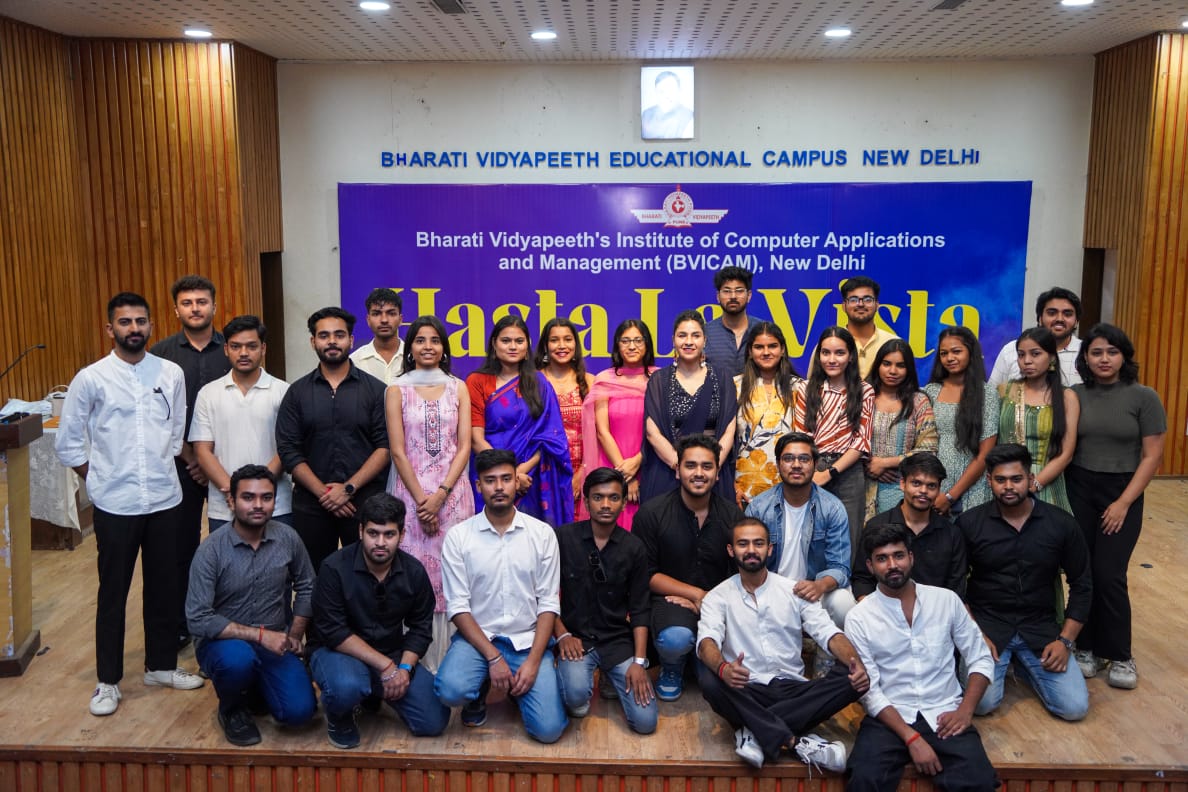 BHARATI VIDYAPEETH EDUCATIONAL CAMPUS NEW DELHI
BHARATI VIDYAPEETH
PUNE
Bharati Vidyapeeth's Institute of Computer Applications
and Management (BVICAM), New Delhi
Hasta La Vista